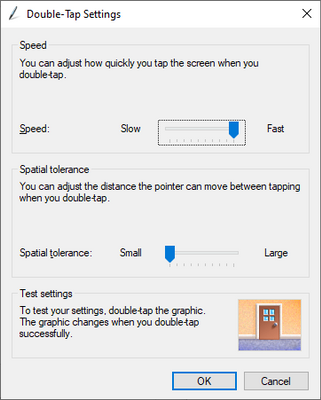 Double-Tap Settings
Speed
You can adjust how quickly you tap the screen when you
double-tap.
Speed: Slow Fast
Spatial tolerance
You can adjust the distance the pointer can move between tapping
when you double-tap.
Spatial tolerance: Small Large
Test settings
To test your settings, double-tap the graphic.
The graphic changes when you double-tap
successfully.
OK Cancel